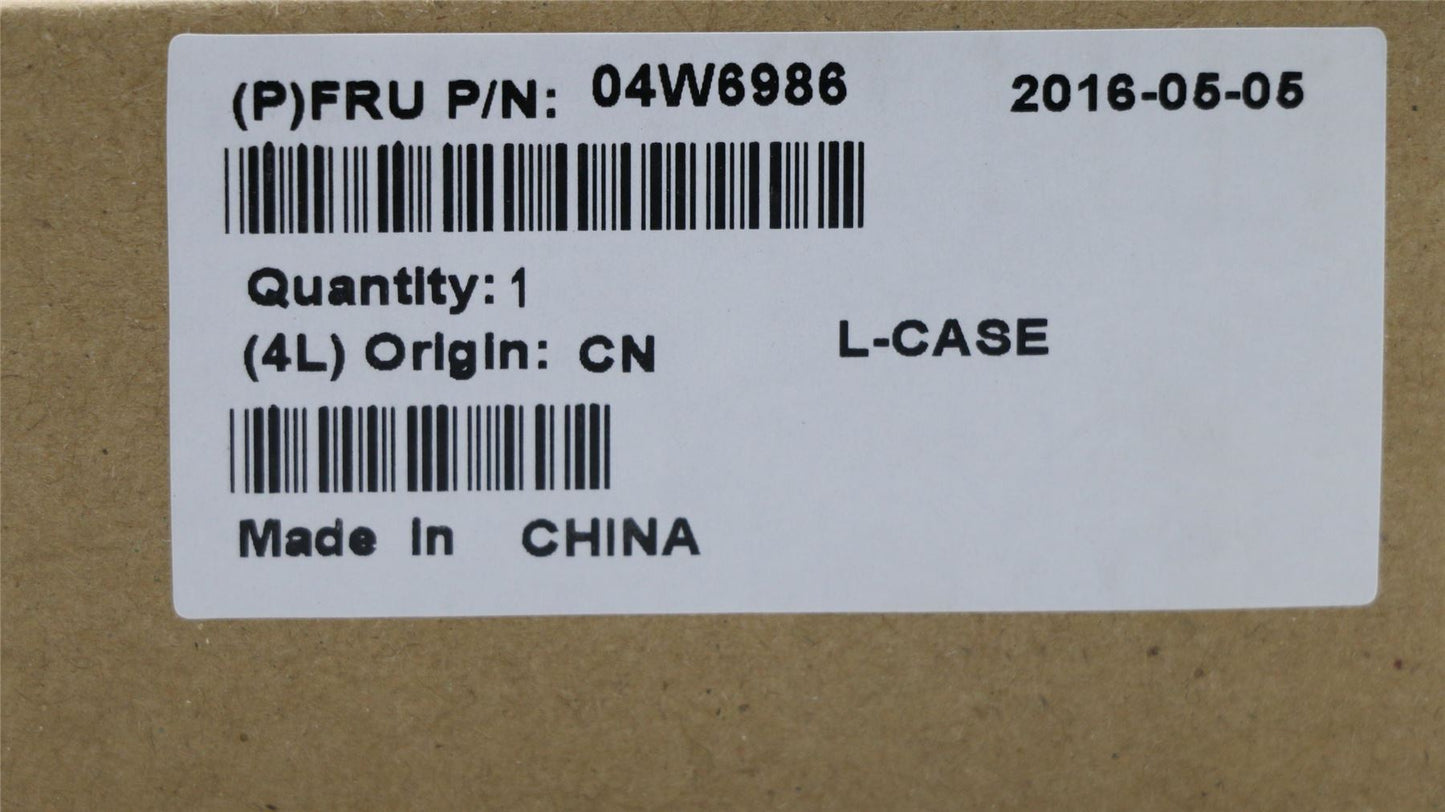 (P)FRU P/N: 04W6986 2016-05-05
Quantity: 1
(4L) Origin: CN L-CASE
Made In CHINA